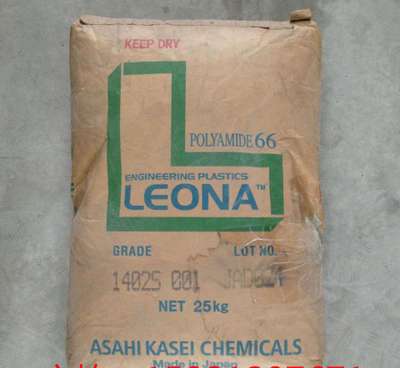 KEEP DRY
POLYAMIDE 66
ENGINEERING PLASTICS
LEONA™
GRADE LOT NO.
1402S 001
NET 25kg
ASAHI KASEI CHEMICALS
Made in Japan